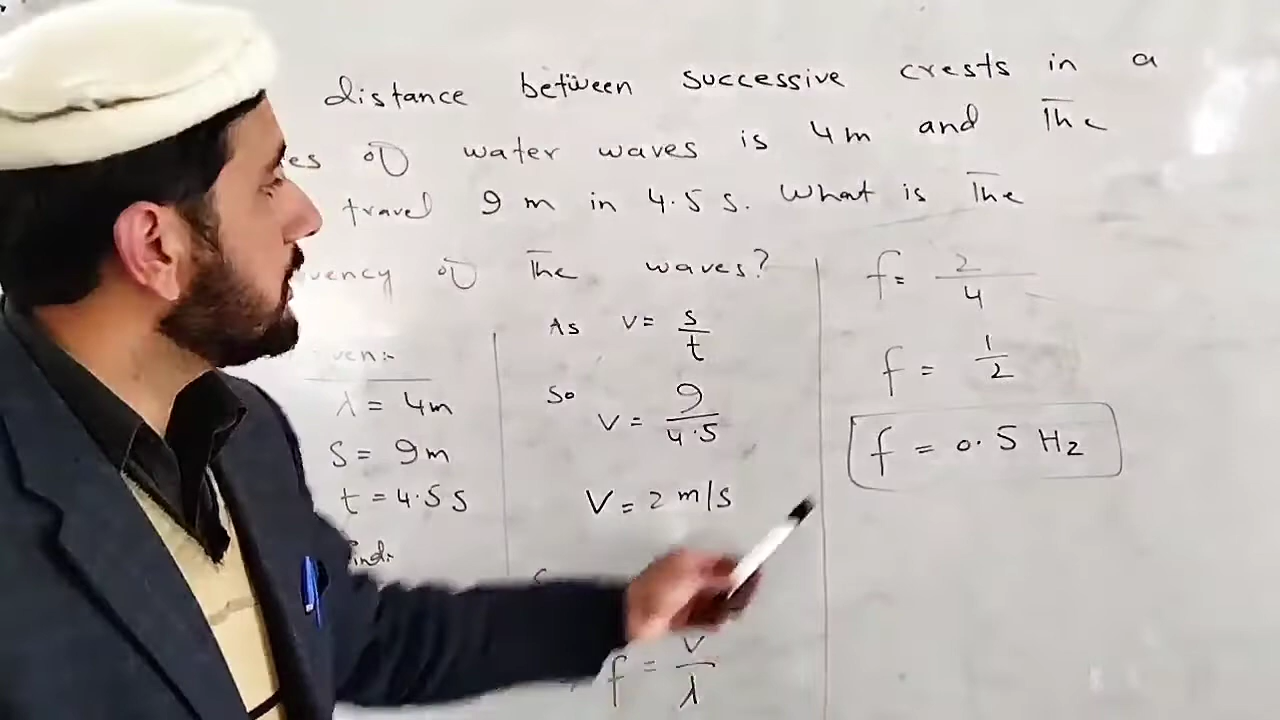 distance between successive crests in a
of water waves is 4m and The
travel 9 m in 4.5 s. What is The
of The waves?
λ = 4m
S = 9m
t = 4.5 s
As v = s/t
So v = 9/4.5
V = 2 m/s
f = v/λ
f = 2/4
f = 1/2
f = 0.5 Hz